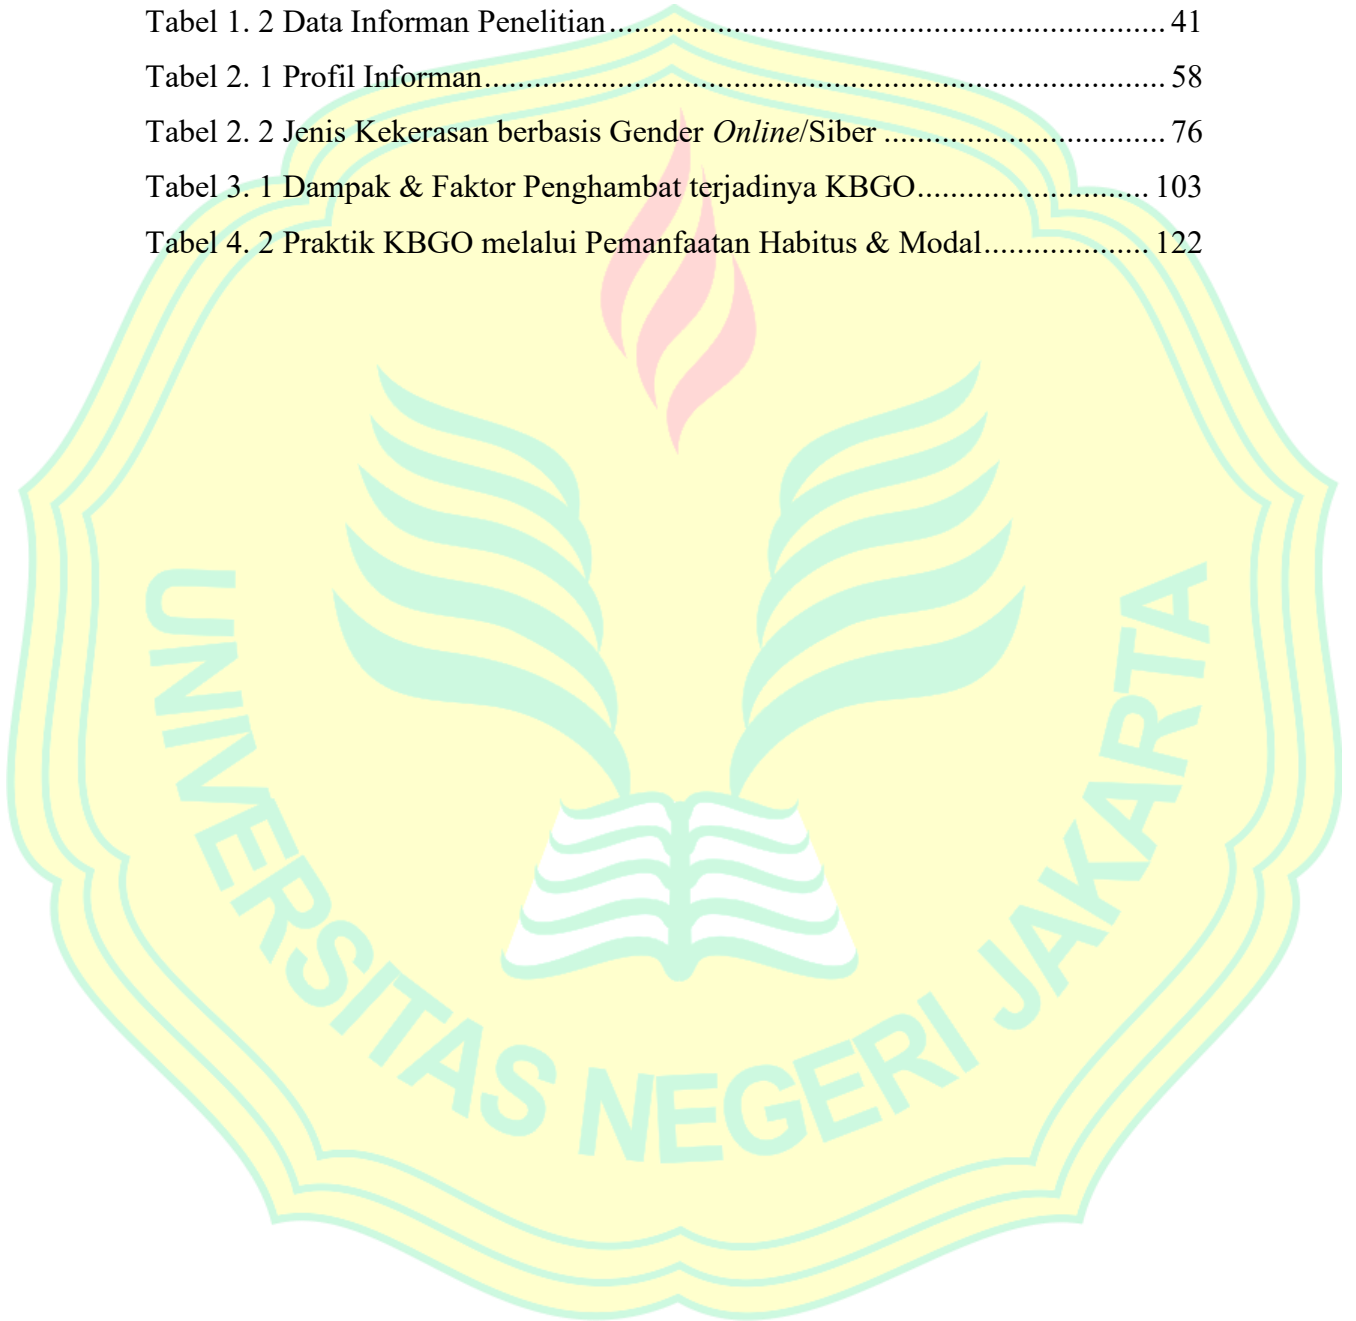 Tabel 1. 2 Data Informan Penelitian....................................................................... 41
Tabel 2. 1 Profil Informan...................................................................................... 58
Tabel 2. 2 Jenis Kekerasan berbasis Gender Online/Siber .................................... 76
Tabel 3. 1 Dampak & Faktor Penghambat terjadinya KBGO............................. 103
Tabel 4. 2 Praktik KBGO melalui Pemanfaatan Habitus & Modal..................... 122
UNIVERSITAS NEGERI JAKARTA